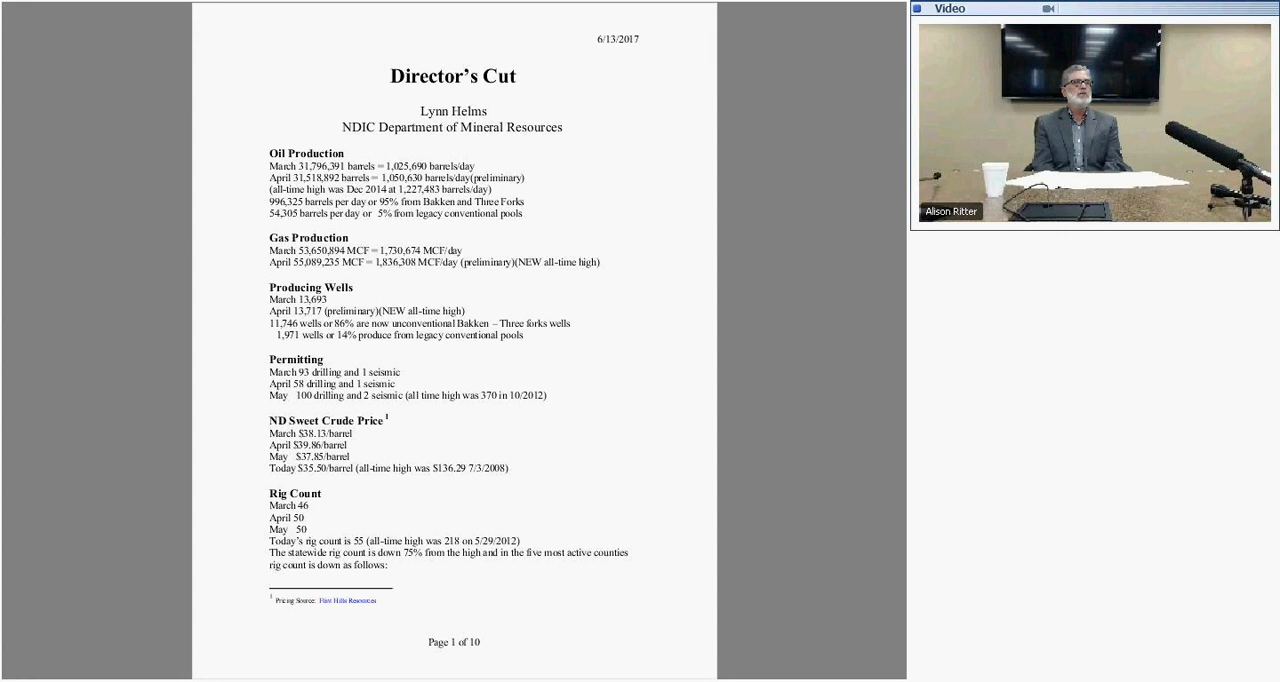 6/13/2017
Director's Cut
Lynn Helms
NDIC Department of Mineral Resources
Oil Production
March 31,796,391 barrels = 1,025,690 barrels/day
April 31,518,892 barrels = 1,050,630 barrels/day(preliminary)
(all-time high was Dec 2014 at 1,227,483 barrels/day)
996,325 barrels per day or 95% from Bakken and Three Forks
54,305 barrels per day or 5% from legacy conventional pools
Gas Production
March 53,650,894 MCF = 1,730,674 MCF/day
April 55,089,235 MCF = 1,836,308 MCF/day (preliminary)(NEW all-time high)
Producing Wells
March 13,693
April 13,717 (preliminary)(NEW all-time high)
11,746 wells or 86% are now unconventional Bakken – Three forks wells
1,971 wells or 14% produce from legacy conventional pools
Permitting
March 93 drilling and 1 seismic
April 58 drilling and 1 seismic
May 100 drilling and 2 seismic (all time high was 370 in 10/2012)
ND Sweet Crude Price 1
March $38.13/barrel
April $39.86/barrel
May $37.85/barrel
Today $35.50/barrel (all-time high was $136.29 7/3/2008)
Rig Count
March 46
April 50
May 50
Today's rig count is 55 (all-time high was 218 on 5/29/2012)
The statewide rig count is down 75% from the high and in the five most active counties
rig count is down as follows:
1 Pricing Source: Flint Hills Resources
Page 1 of 10
Video
Alison Ritter